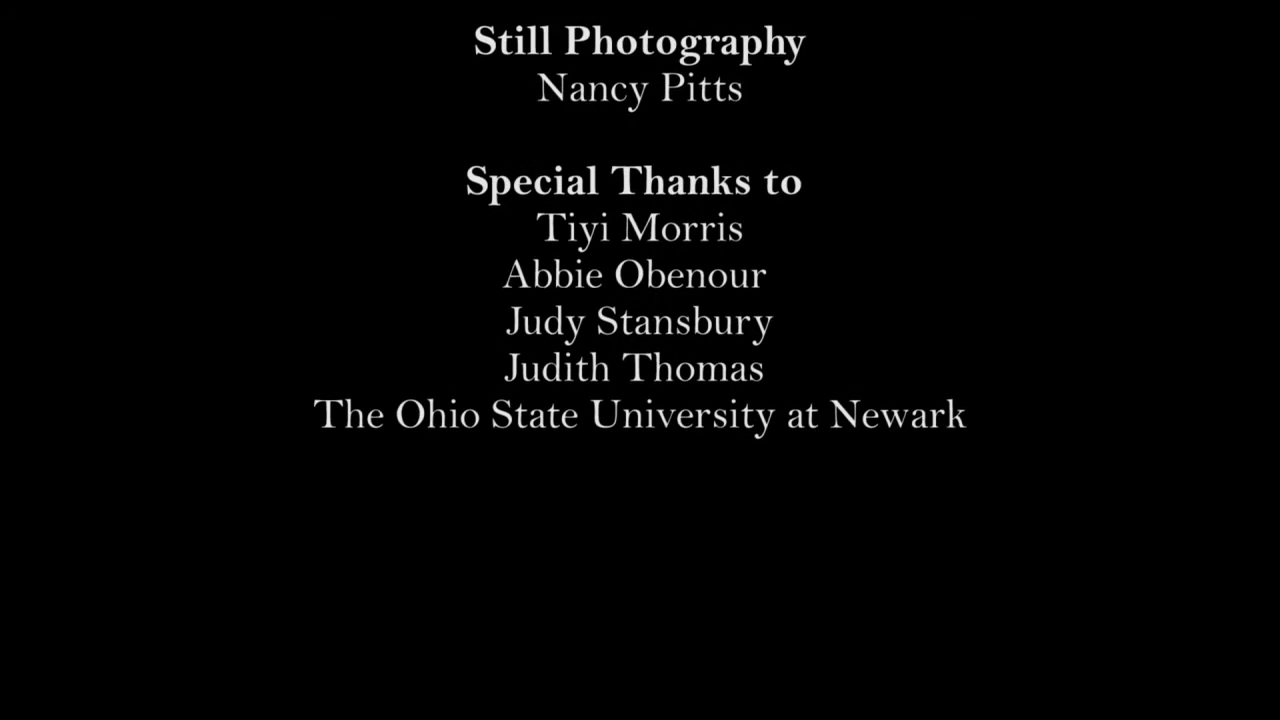 Still Photography
Nancy Pitts
Special Thanks to
Tiyi Morris
Abbie Obenour
Judy Stansbury
Judith Thomas
The Ohio State University at Newark